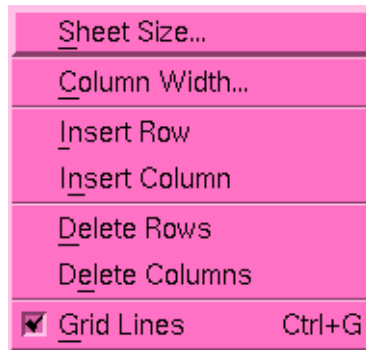 Sheet Size...
Column Width...
Insert Row
Insert Column
Delete Rows
Delete Columns
Grid Lines Ctrl+G